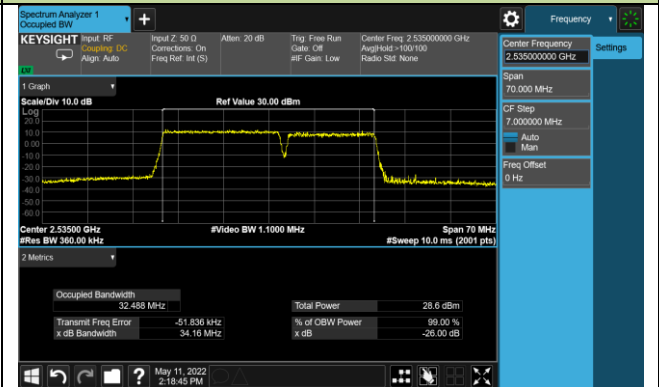 Spectrum Analyzer 1
Occupied BW
Frequency
KEYSIGHT
Input: RF
Coupling: DC
Align: Auto
Input Z: 50 Ω
Corrections: On
Freq Ref: Int (S)
Atten: 20 dB
Trig: Free Run
Gate: Off
#IF Gain: Low
Center Freq: 2.535000000 GHz
Avg|Hold:>100/100
Radio Std: None
1 Graph
Scale/Div 10.0 dB
Ref Value 30.00 dBm
Log
20.0
10.0
0.00
-10.0
-20.0
-30.0
-40.0
-50.0
-60.0
Center 2.53500 GHz
#Res BW 360.00 kHz
#Video BW 1.1000 MHz
Span 70 MHz
#Sweep 10.0 ms (2001 pts)
2 Metrics
Occupied Bandwidth
32.488 MHz
Total Power 28.6 dBm
Transmit Freq Error -51.836 kHz
% of OBW Power 99.00 %
x dB Bandwidth 34.16 MHz
x dB -26.00 dB
Center Frequency
2.535000000 GHz
Settings
Span
70.000 MHz
CF Step
7.000000 MHz
Auto
Man
Freq Offset
0 Hz
May 11, 2022
2:18:45 PM